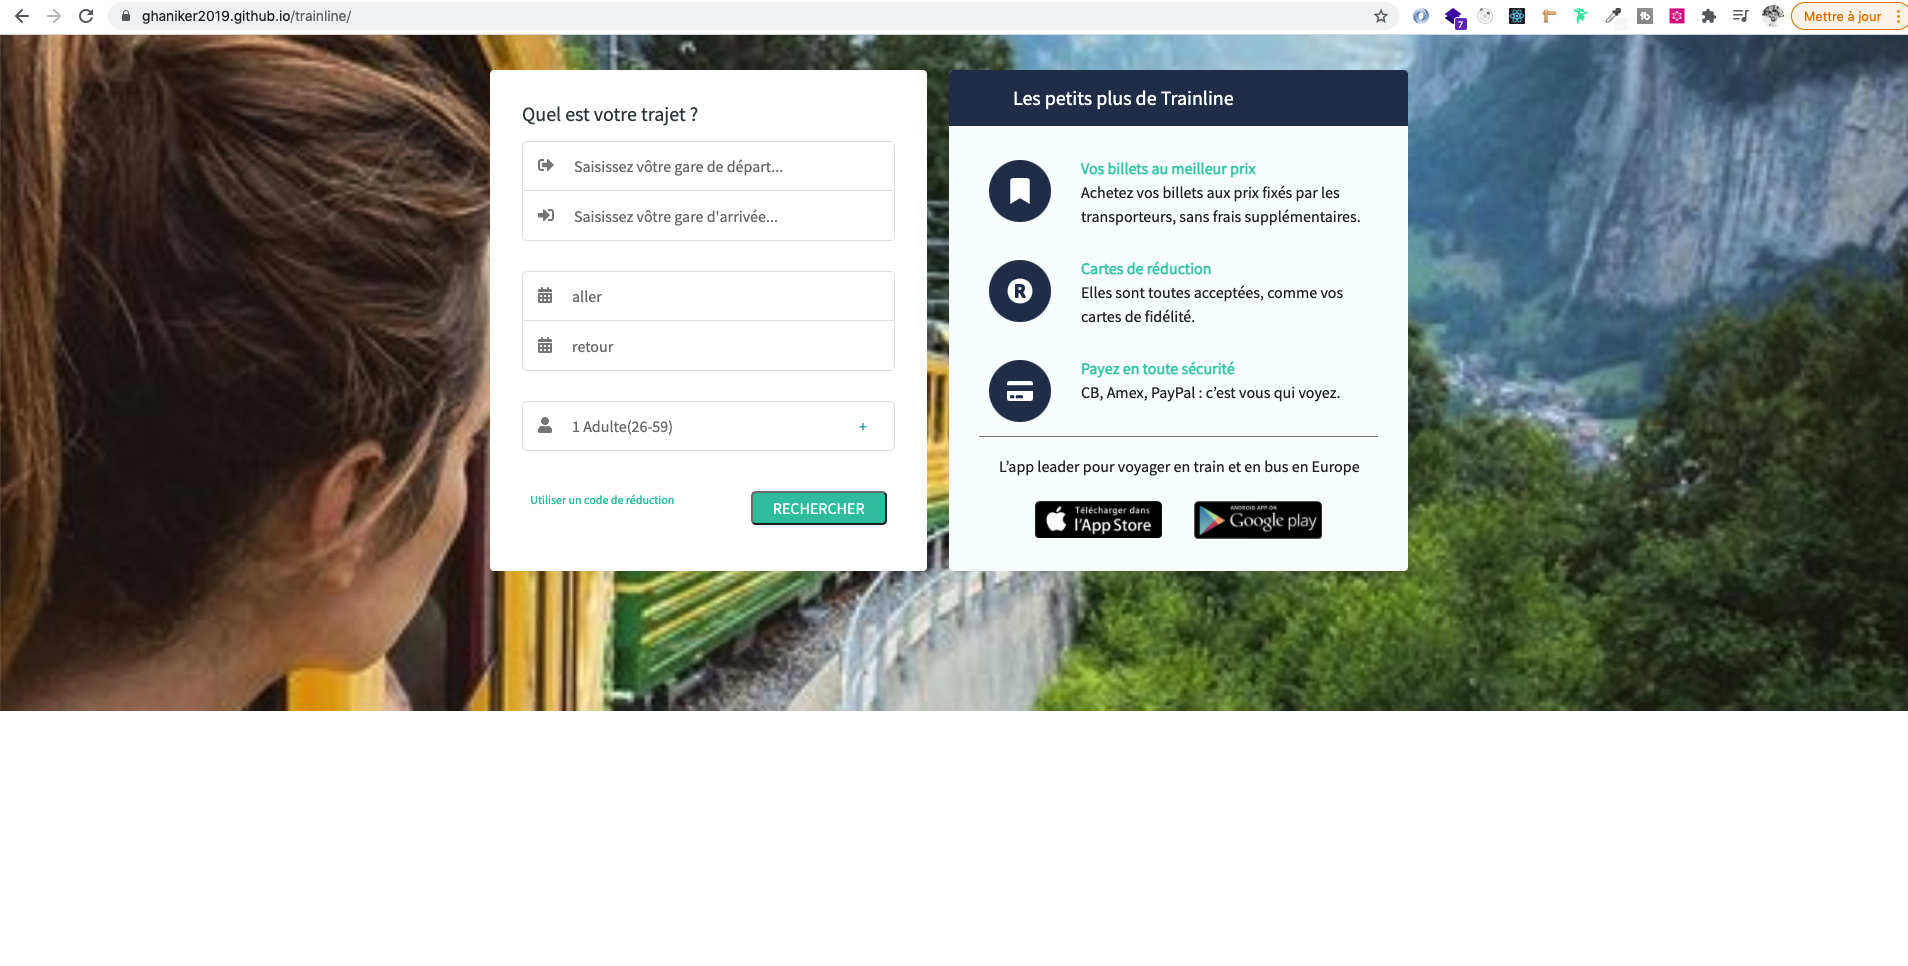 ghaniker2019.github.io/trainline/
7
Mettre à jour
Quel est votre trajet ?
Saisissez vôtre gare de départ...
Saisissez vôtre gare d'arrivée...
aller
retour
1 Adulte(26-59)
+
Utiliser un code de réduction
RECHERCHER
Les petits plus de Trainline
Vos billets au meilleur prix
Achetez vos billets aux prix fixés par les
transporteurs, sans frais supplémentaires.
R
Cartes de réduction
Elles sont toutes acceptées, comme vos
cartes de fidélité.
Payez en toute sécurité
CB, Amex, PayPal : c’est vous qui voyez.
L’app leader pour voyager en train et en bus en Europe
Télécharger dans
l'App Store
ANDROID APP ON
Google play